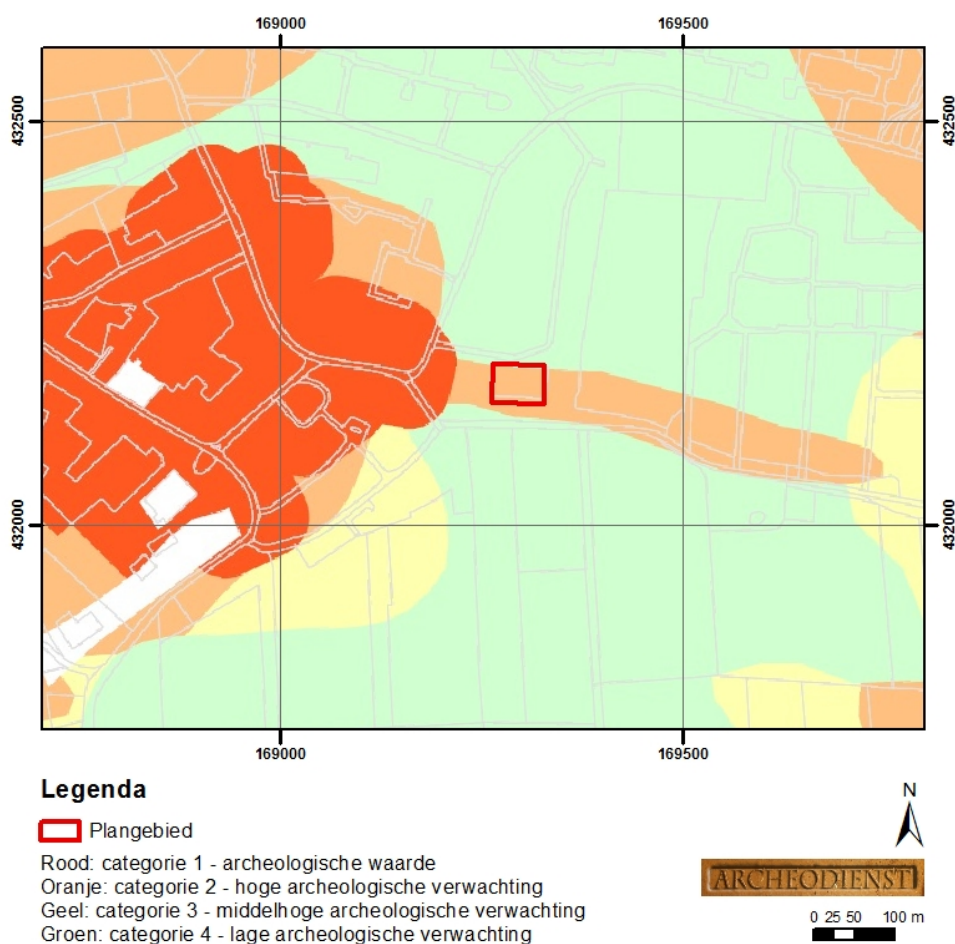 169000 169500
432500 432500
432000 432000
169000 169500
Legenda
Plangebied
Rood: categorie 1 - archeologische waarde
Oranje: categorie 2 - hoge archeologische verwachting
Geel: categorie 3 - middelhoge archeologische verwachting
Groen: categorie 4 - lage archeologische verwachting
N
ARCHEODIENST
0 25 50 100 m